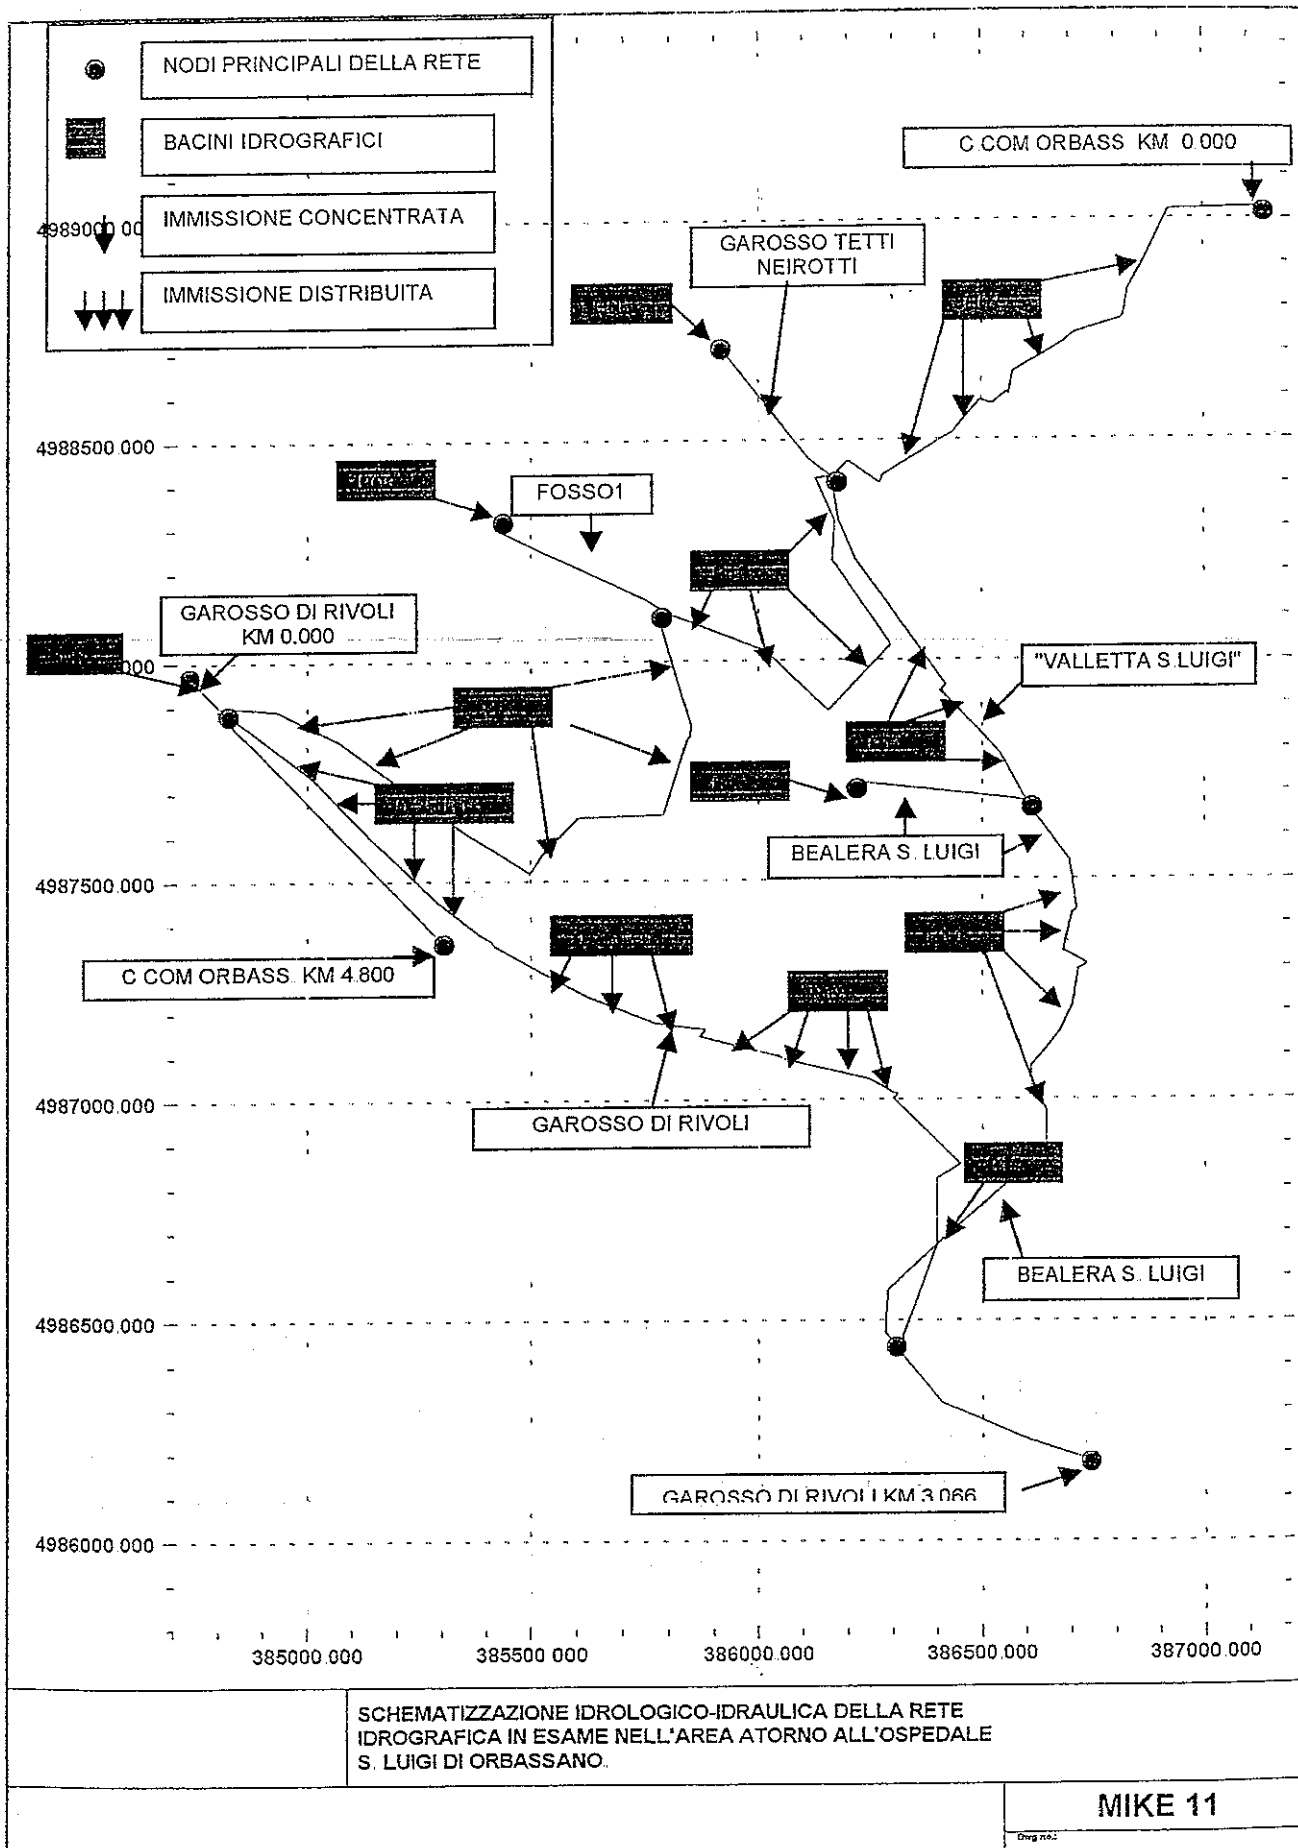 NODI PRINCIPALI DELLA RETE
BACINI IDROGRAFICI
C.COM ORBASS. KM 0.000
IMMISSIONE CONCENTRATA
4989000 00
GAROSSO TETTI
NEIROTTI
IMMISSIONE DISTRIBUITA
4988500.000
FOSSO1
GAROSSO DI RIVOLI
KM 0.000
"VALLETTA S.LUIGI"
BEALERA S. LUIGI
4987500.000
C COM ORBASS. KM 4.800
4987000.000
GAROSSO DI RIVOLI
BEALERA S. LUIGI
4986500.000
GAROSSO DI RIVOLI KM 3.066
4986000.000
385000.000 385500.000 386000.000 386500.000 387000.000
SCHEMATIZZAZIONE IDROLOGICO-IDRAULICA DELLA RETE
IDROGRAFICA IN ESAME NELL'AREA ATORNO ALL'OSPEDALE
S. LUIGI DI ORBASSANO.
MIKE 11
Dwg no.: